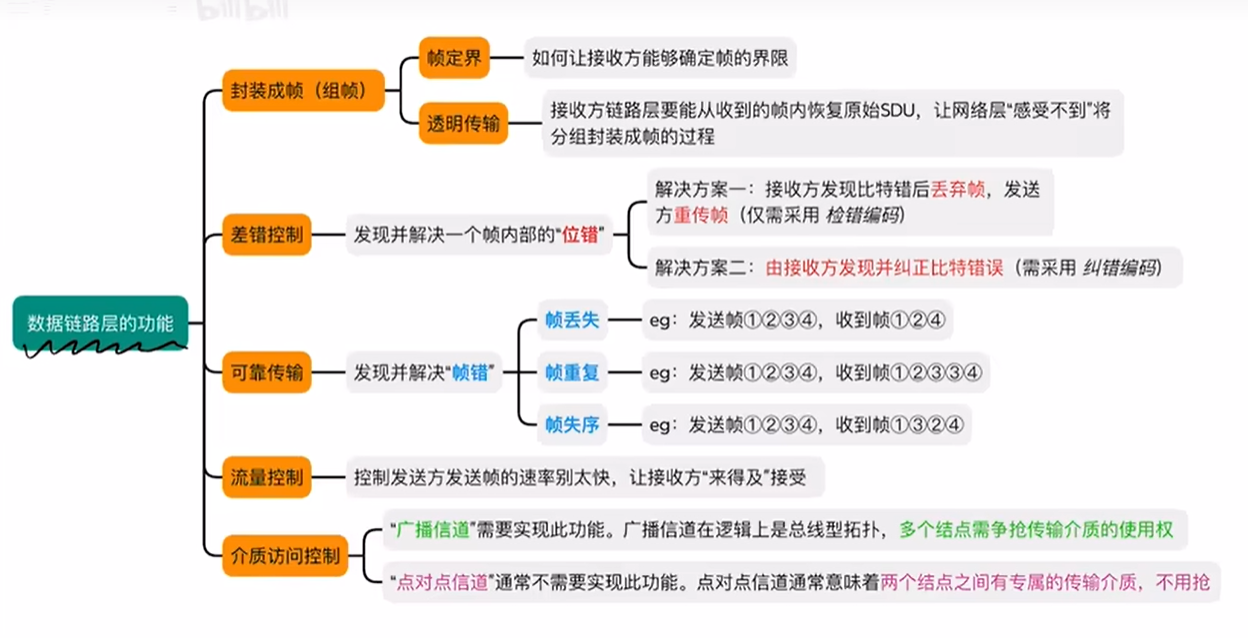 bilibili
封装成帧（组帧）
帧定界
如何让接收方能够确定帧的界限
透明传输
接收方链路层要能从收到的帧内恢复原始SDU，让网络层“感受不到”将
分组封装成帧的过程
差错控制
发现并解决一个帧内部的“位错”
解决方案一：接收方发现比特错后丢弃帧，发送
方重传帧（仅需采用 检错编码）
解决方案二：由接收方发现并纠正比特错误（需采用 纠错编码）
数据链路层的功能
可靠传输
发现并解决“帧错”
帧丢失
eg：发送帧①②③④，收到帧①②④
帧重复
eg：发送帧①②③④，收到帧①②③③④
帧失序
eg：发送帧①②③④，收到帧①③②④
流量控制
控制发送方发送帧的速率别太快，让接收方“来得及”接受
介质访问控制
“广播信道”需要实现此功能。广播信道在逻辑上是总线型拓扑，多个结点需争抢传输介质的使用权
“点对点信道”通常不需要实现此功能。点对点信道通常意味着两个结点之间有专属的传输介质，不用抢